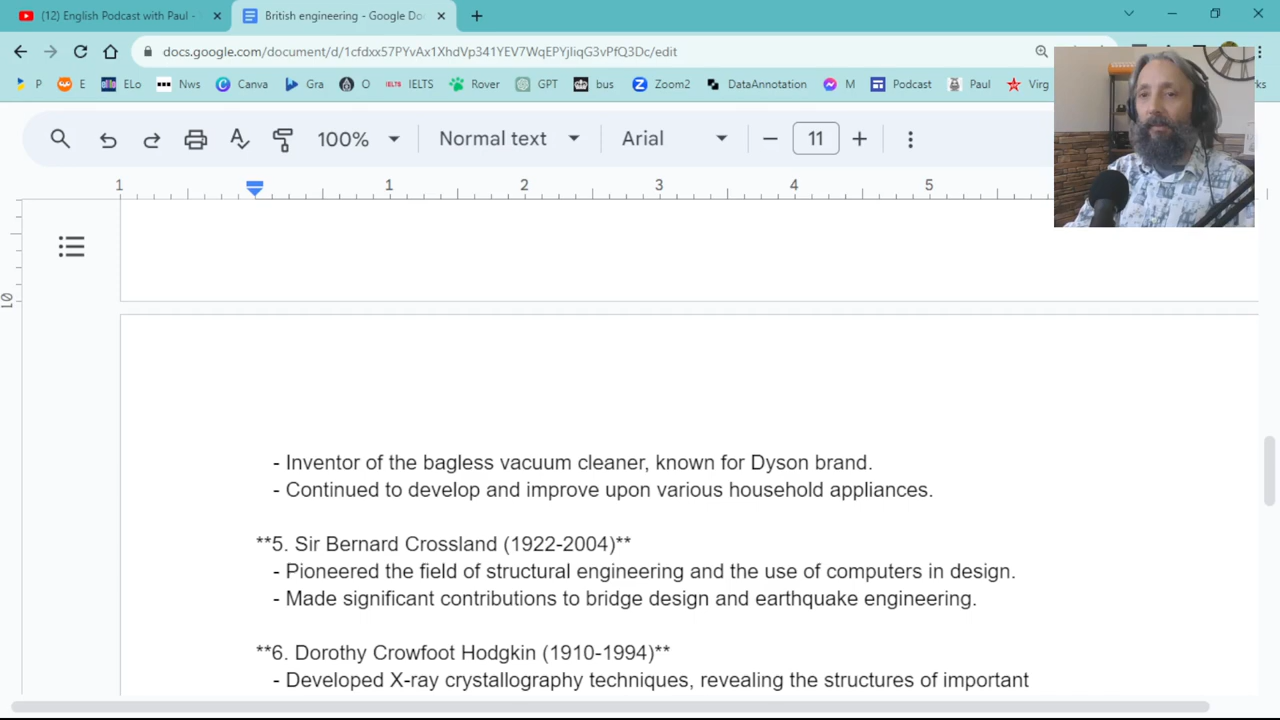 (12) English Podcast with Paul -
British engineering - Google Do
docs.google.com/document/d/1cfdxx57PYvAx1XhdVp341YEV7WqEPYjIiqG3vPfQ3Dc/edit
P E ELo Nws Canva Gra O IELTS IELTS Rover GPT bus Zoom2 DataAnnotation M Podcast Paul Virg
100% Normal text Arial 11
1 1 2 3 4 5
10
- Inventor of the bagless vacuum cleaner, known for Dyson brand.
- Continued to develop and improve upon various household appliances.
**5. Sir Bernard Crossland (1922-2004)**
- Pioneered the field of structural engineering and the use of computers in design.
- Made significant contributions to bridge design and earthquake engineering.
**6. Dorothy Crowfoot Hodgkin (1910-1994)**
- Developed X-ray crystallography techniques, revealing the structures of important